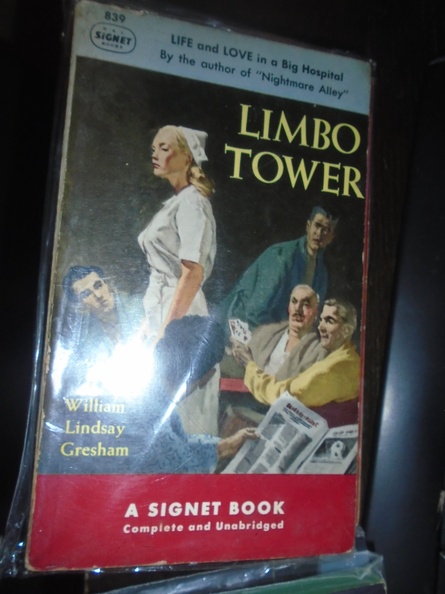 839
SIGNET
BOOKS
LIFE and LOVE in a Big Hospital
By the author of "Nightmare Alley"
LIMBO
TOWER
William
Lindsay
Gresham
A SIGNET BOOK
Complete and Unabridged